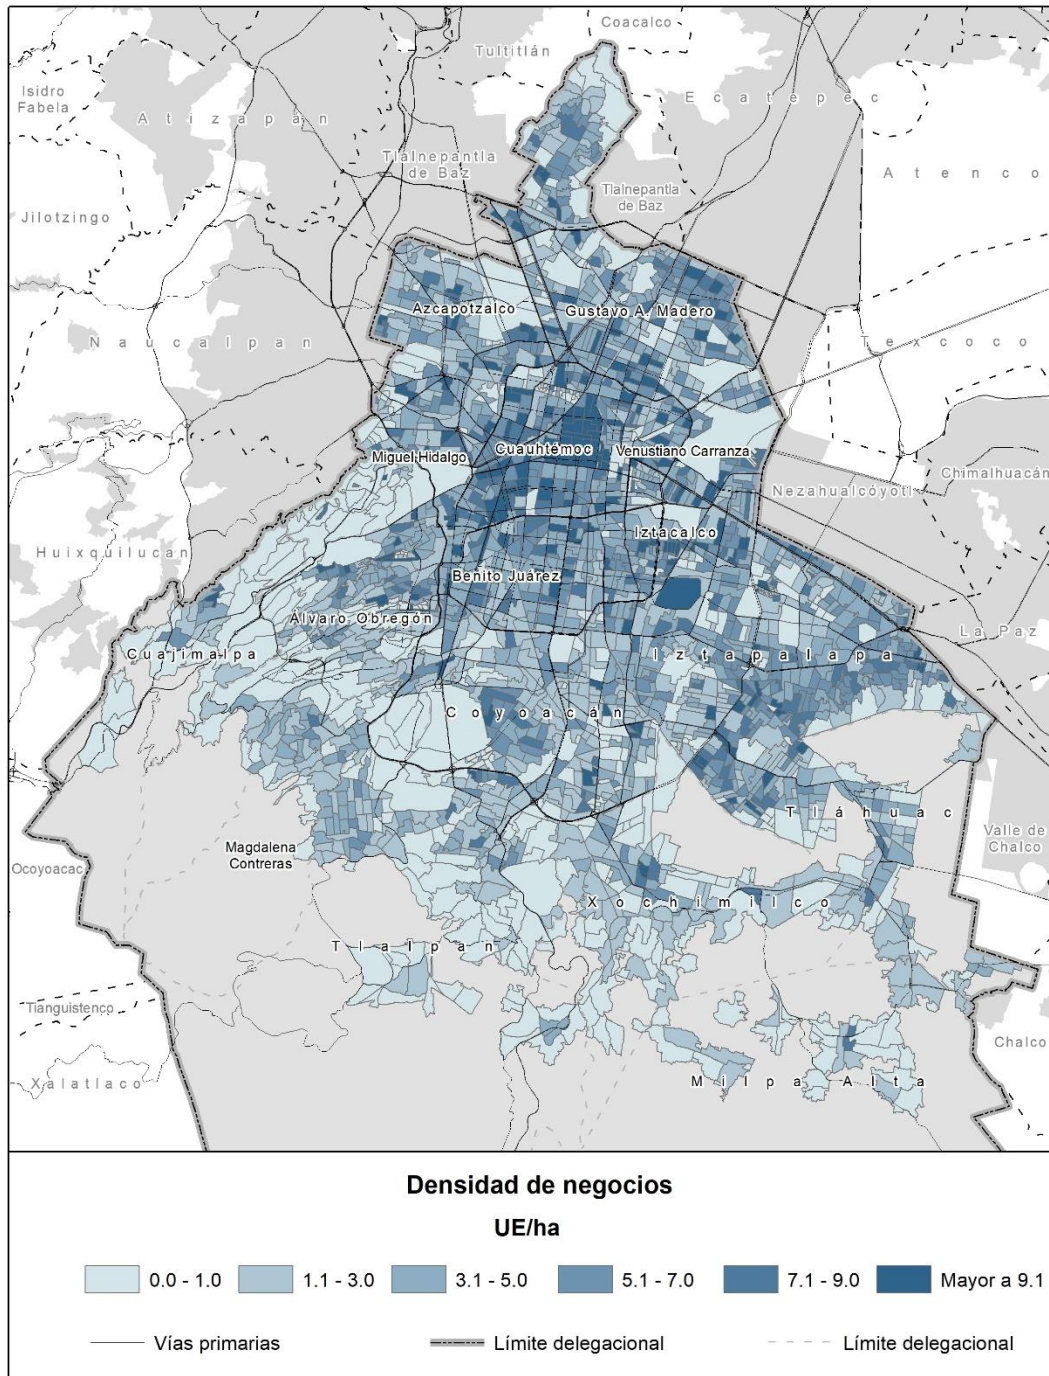 Coacalco
Tultitlán
Isidro
Fabela
Ecatepec
Atizapán
Tlalnepantla
de Baz
Atenco
Tlalnepantla
de Baz
Jilotzingo
Azcapotzalco
Gustavo A. Madero
Naucalpan
Texcoco
Cuauhtémoc
Miguel Hidalgo
Venustiano Carranza
Chimalhuacán
Nezahualcóyotl
Iztacalco
Huixquilucan
Benito Juárez
Álvaro Obregón
La Paz
Cuajimalpa
Iztapalapa
Coyoacán
Tláhuac
Valle de
Chalco
Magdalena
Contreras
Ocoyoacac
Xochimilco
Tlalpan
Tianguistenco
Chalco
Xalatlaco
Milpa Alta
Densidad de negocios
UE/ha
0.0 - 1.0
1.1 - 3.0
3.1 - 5.0
5.1 - 7.0
7.1 - 9.0
Mayor a 9.1
Vías primarias
Límite delegacional
Límite delegacional